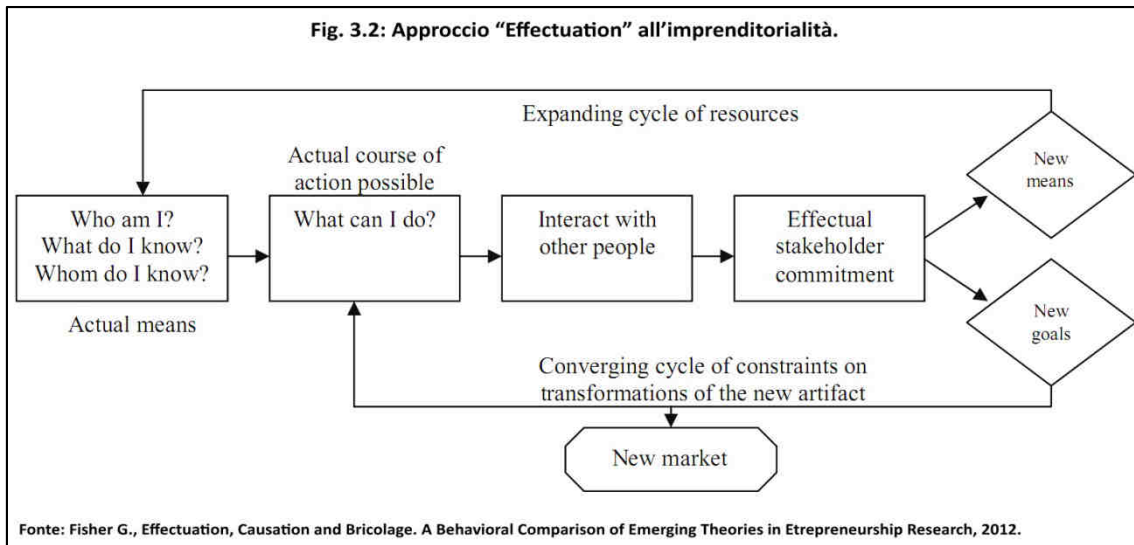 Fig. 3.2: Approccio “Effectuation” all’imprenditorialità.
Expanding cycle of resources
Actual course of
action possible
New
means
Who am I?
What do I know?
Whom do I know?
What can I do?
Interact with
other people
Effectual
stakeholder
commitment
Actual means
New
goals
Converging cycle of constraints on
transformations of the new artifact
New market
Fonte: Fisher G., Effectuation, Causation and Bricolage. A Behavioral Comparison of Emerging Theories in Etrepreneurship Research, 2012.